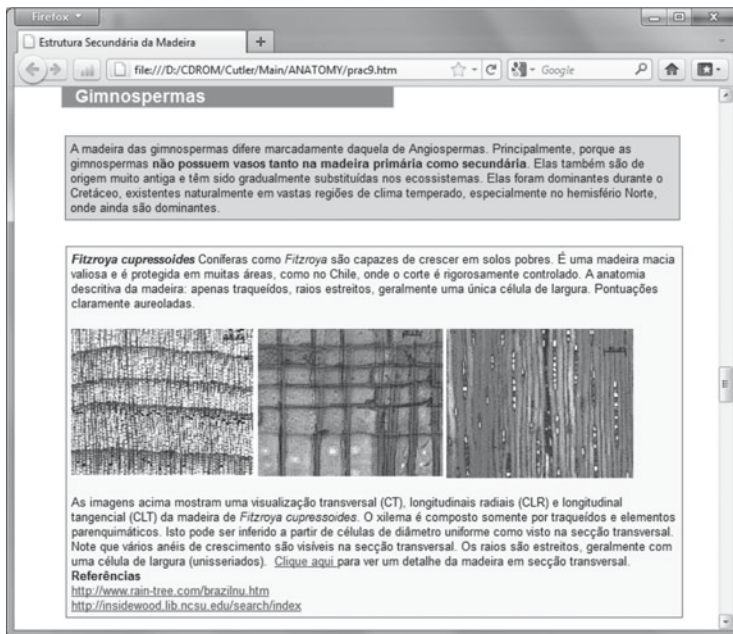 Firefox
Estrutura Secundária da Madeira
file:///D:/CDROM/Cutler/Main/ANATOMY/prac9.htm
Google
Gimnospermas
A madeira das gimnospermas difere marcadamente daquela de Angiospermas. Principalmente, porque as
gimnospermas não possuem vasos tanto na madeira primária como secundária. Elas também são de
origem muito antiga e têm sido gradualmente substituídas nos ecossistemas. Elas foram dominantes durante o
Cretáceo, existentes naturalmente em vastas regiões de clima temperado, especialmente no hemisfério Norte,
onde ainda são dominantes.
Fitzroya cupressoides Coníferas como Fitzroya são capazes de crescer em solos pobres. É uma madeira macia
valiosa e é protegida em muitas áreas, como no Chile, onde o corte é rigorosamente controlado. A anatomia
descritiva da madeira: apenas traqueídos, raios estreitos, geralmente uma única célula de largura. Pontuações
claramente aureoladas.
As imagens acima mostram uma visualização transversal (CT), longitudinais radiais (CLR) e longitudinal
tangencial (CLT) da madeira de Fitzroya cupressoides. O xilema é composto somente por traqueídos e elementos
parenquimáticos. Isto pode ser inferido a partir de células de diâmetro uniforme como visto na secção transversal.
Note que vários anéis de crescimento são visíveis na secção transversal. Os raios são estreitos, geralmente com
uma célula de largura (unisseriados). Clique aqui para ver um detalhe da madeira em secção transversal.
Referências
http://www.rain-tree.com/brazilnu.htm
http://insidewood.lib.ncsu.edu/search/index